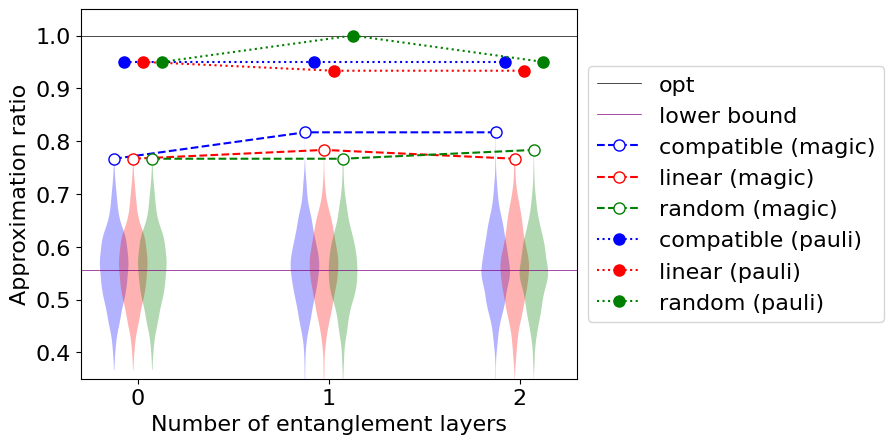 1.0
0.9
0.8
0.7
0.6
0.5
0.4
Approximation ratio
0
1
2
Number of entanglement layers
opt
lower bound
compatible (magic)
linear (magic)
random (magic)
compatible (pauli)
linear (pauli)
random (pauli)